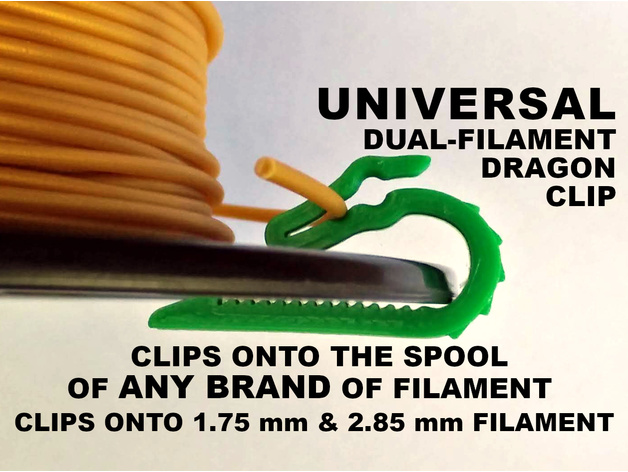 UNIVERSAL
DUAL-FILAMENT
DRAGON
CLIP
CLIPS ONTO THE SPOOL
OF ANY BRAND OF FILAMENT
CLIPS ONTO 1.75 mm & 2.85 mm FILAMENT